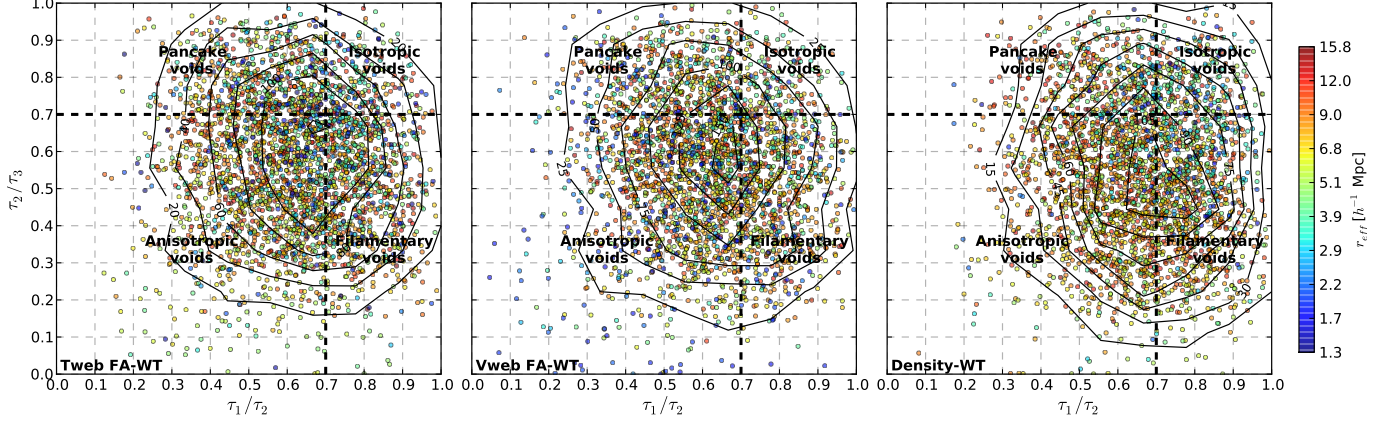 1.0
0.9
0.8
0.7
0.6
0.5
0.4
0.3
0.2
0.1
0.0
τ₂/τ₃
Pancake
voids
Isotropic
voids
Anisotropic
voids
Filamentary
voids
20
60
Tweb FA-WT
0.0 0.1 0.2 0.3 0.4 0.5 0.6 0.7 0.8 0.9 1.0
τ₁/τ₂
Pancake
voids
Isotropic
voids
100
25
Anisotropic
voids
Filamentary
voids
Vweb FA-WT
0.0 0.1 0.2 0.3 0.4 0.5 0.6 0.7 0.8 0.9 1.0
τ₁/τ₂
Pancake
voids
Isotropic
voids
105
15
60
45
75
30
Anisotropic
voids
Filamentary
voids
Density-WT
0.0 0.1 0.2 0.3 0.4 0.5 0.6 0.7 0.8 0.9 1.0
τ₁/τ₂
15.8
12.0
9.0
6.8
5.1
3.9
2.9
2.2
1.7
1.3
r_eff [h⁻¹ Mpc]